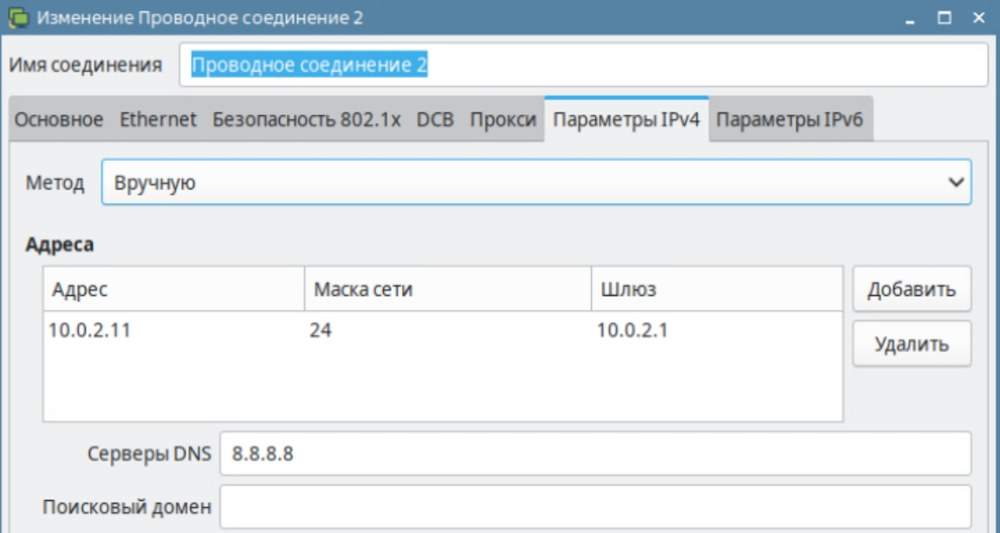 Изменение Проводное соединение 2
Имя соединения Проводное соединение 2
Основное Ethernet Безопасность 802.1x DCB Прокси Параметры IPv4 Параметры IPv6
Метод Вручную
Адреса
Адрес Маска сети Шлюз Добавить
10.0.2.11 24 10.0.2.1
Удалить
Серверы DNS 8.8.8.8
Поисковый домен